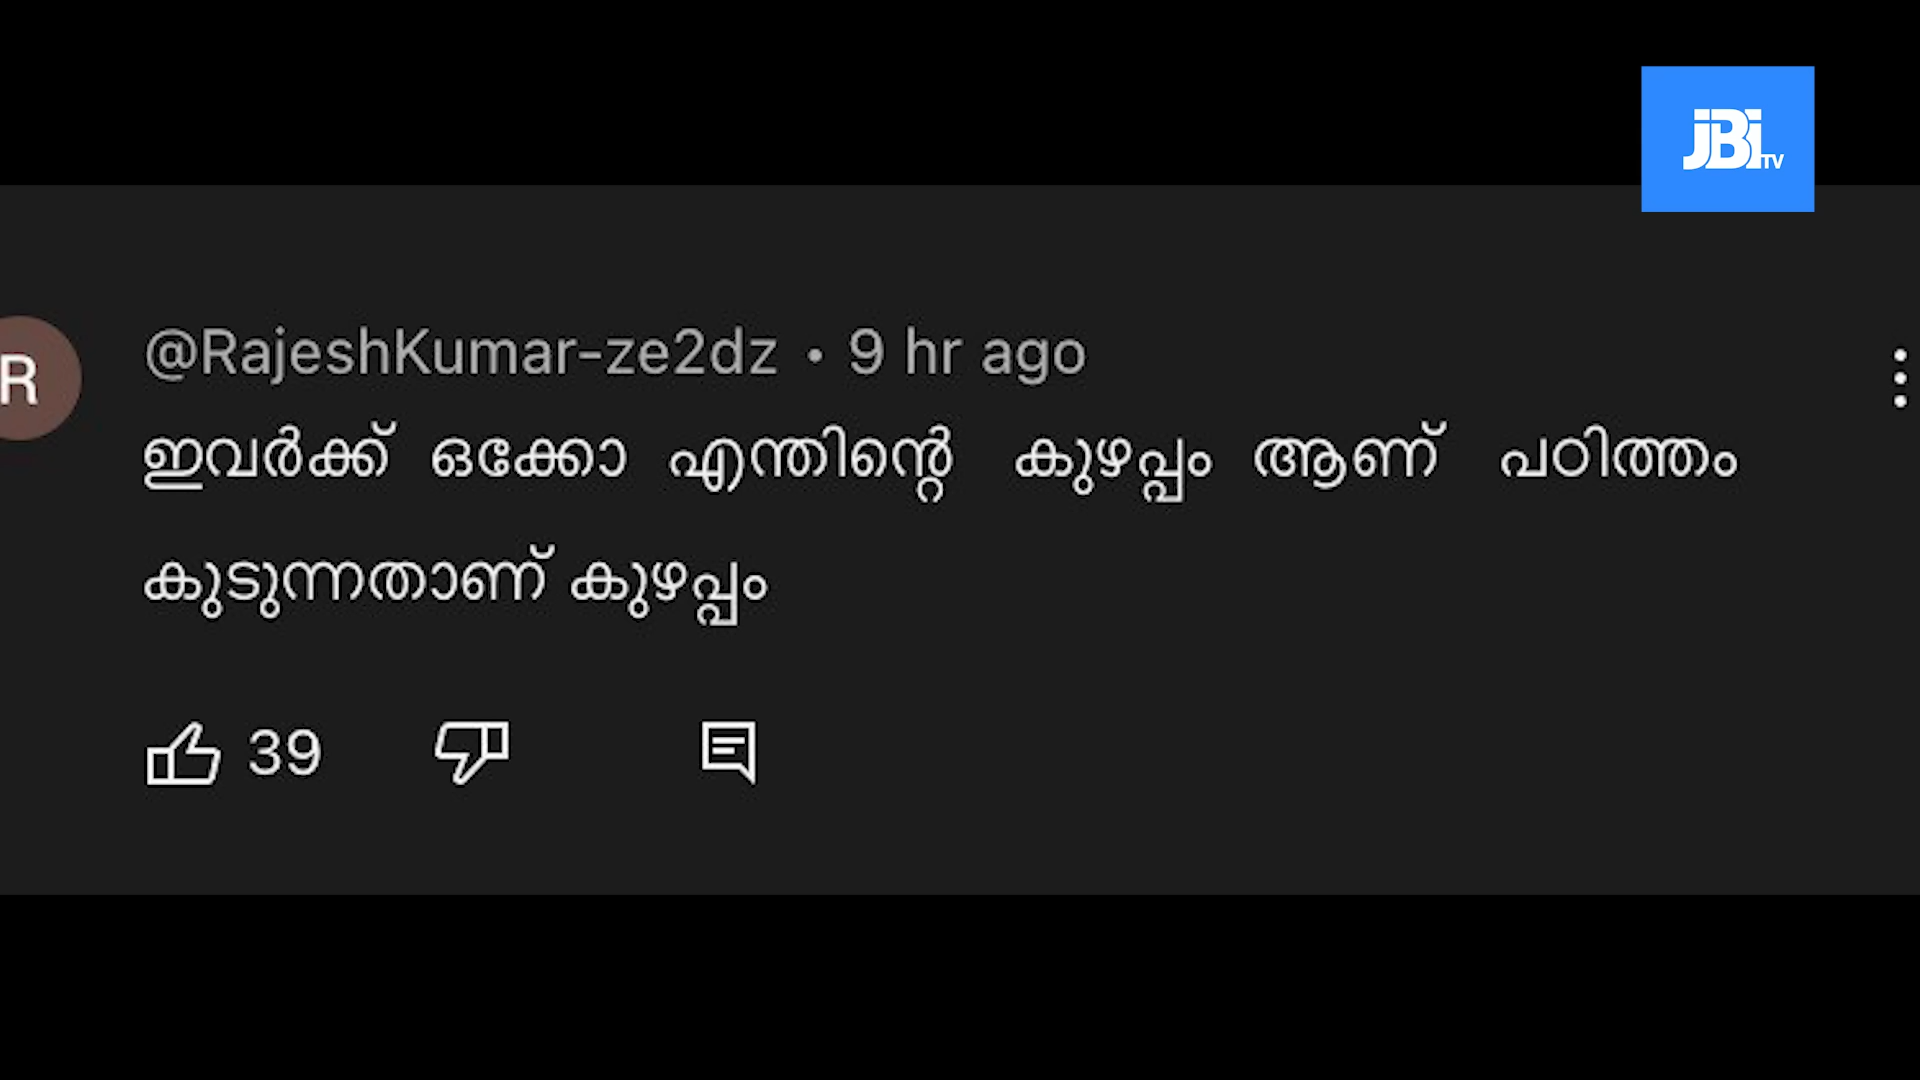 JBi TV
R
@RajeshKumar-ze2dz • 9 hr ago
ഇവർക്ക് ഒക്കോ എന്തിന്റെ കുഴപ്പം ആണ് പഠിത്തം
കുടുന്നതാണ് കുഴപ്പം
39